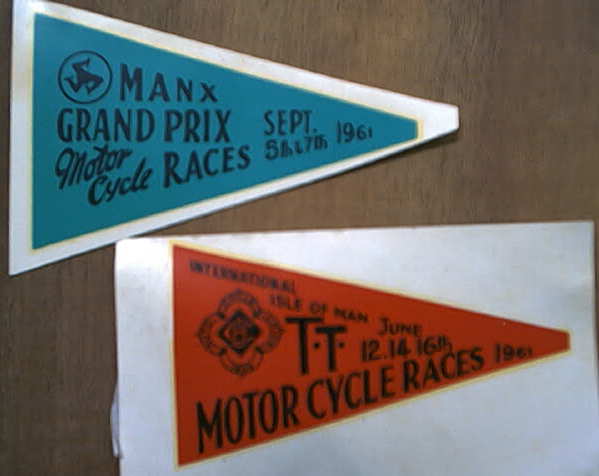 MANX
GRAND PRIX
Motor Cycle RACES
SEPT.
5th & 7th 1961
INTERNATIONAL
ISLE OF MAN
T.T. JUNE
12.14 16th 1961
MOTOR CYCLE RACES